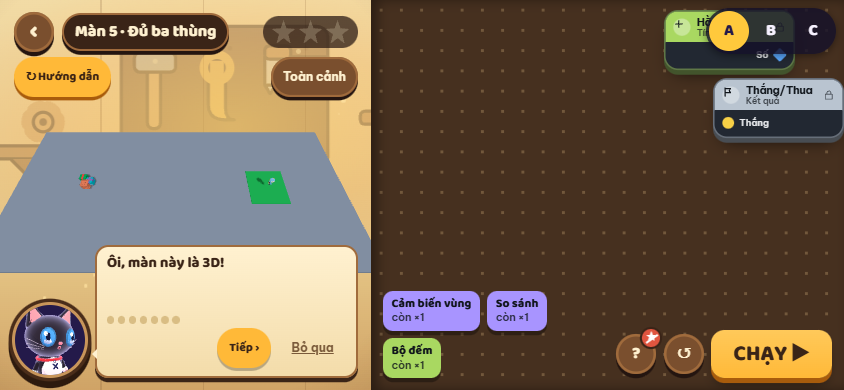 Màn 5 · Đủ ba thùng
Hướng dẫn
Toàn cảnh
Ôi, màn này là 3D!
Tiếp ›
Bỏ qua
A
B
C
Số
Thắng/Thua
Kết quả
Thắng
Cảm biến vùng
còn ×1
So sánh
còn ×1
Bộ đếm
còn ×1
?
CHẠY